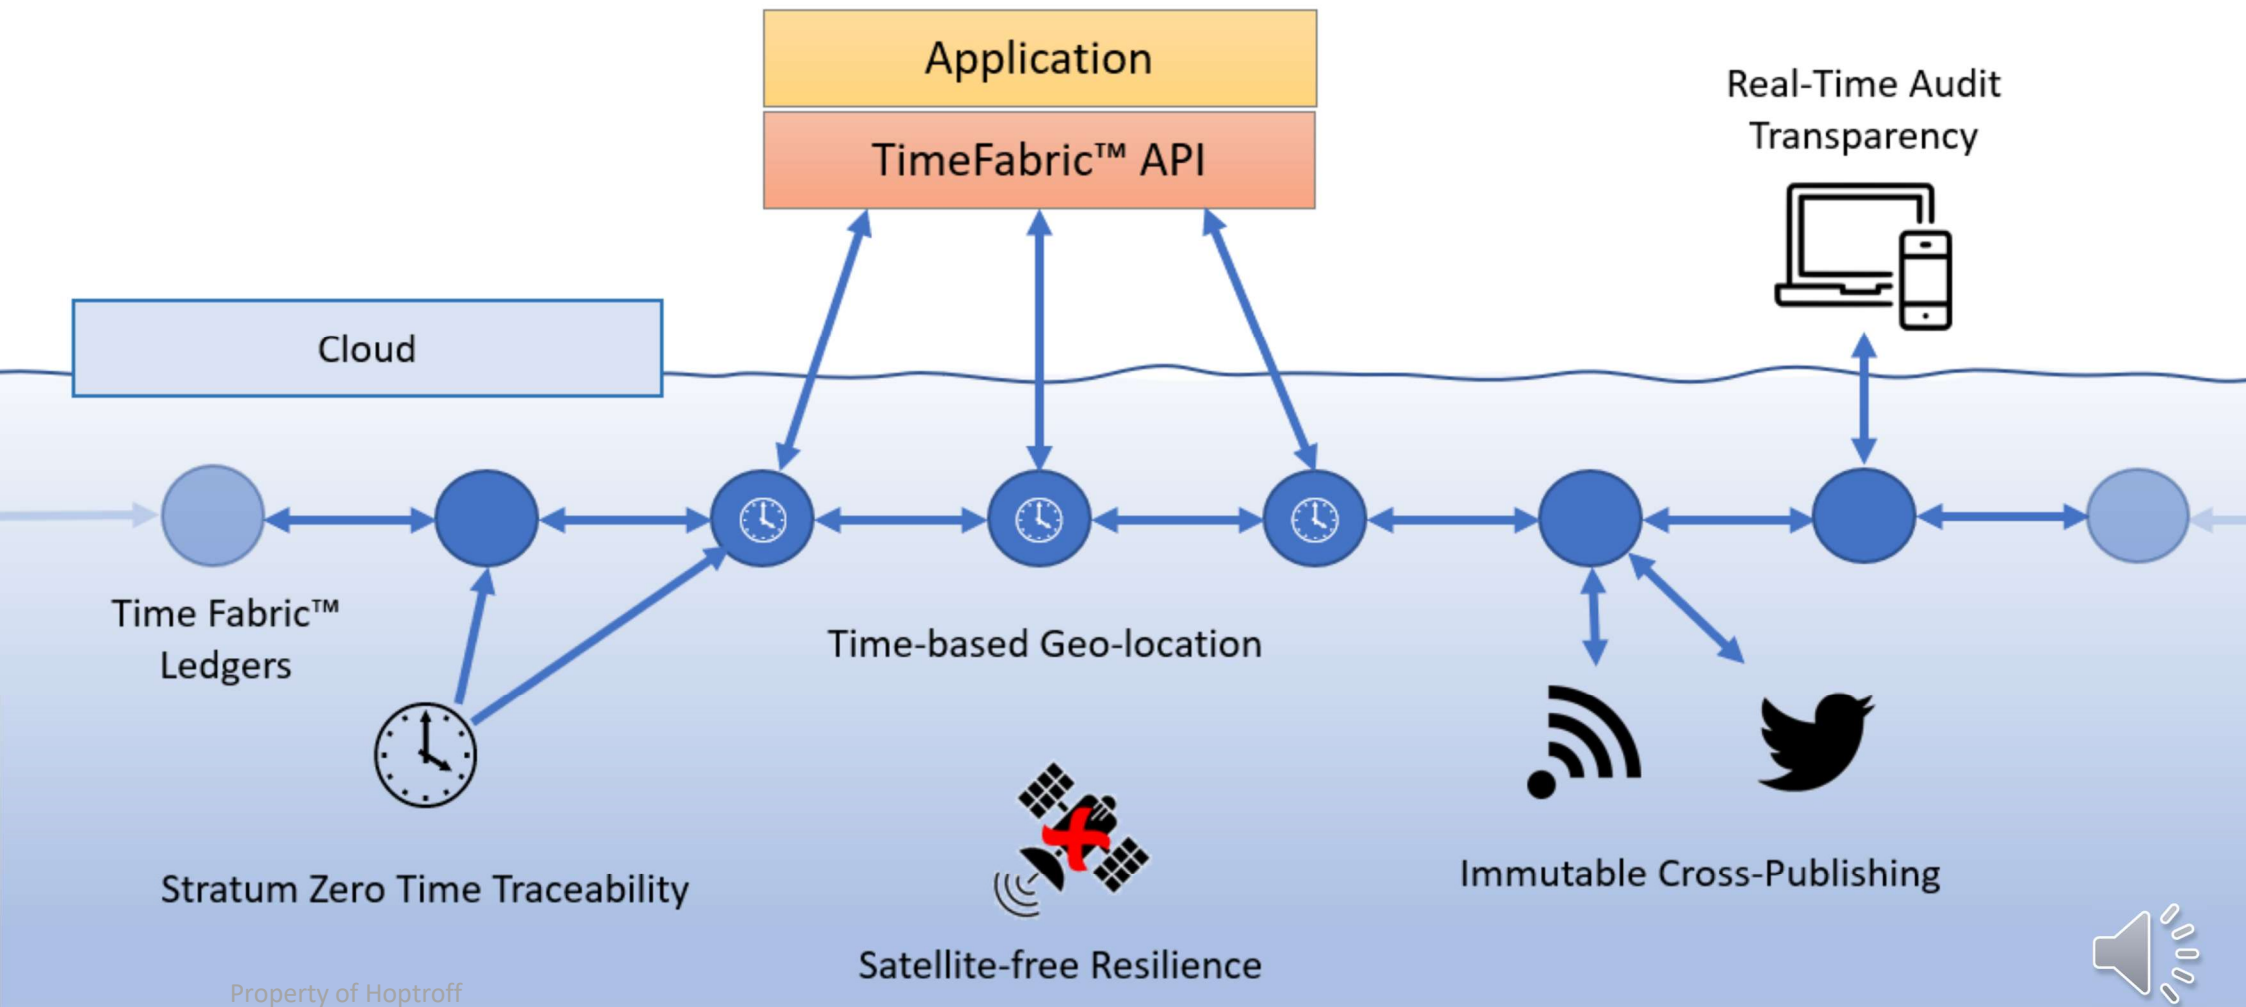 Application
TimeFabric™ API
Real-Time Audit
Transparency
Cloud
Time Fabric™
Ledgers
Time-based Geo-location
Stratum Zero Time Traceability
Immutable Cross-Publishing
Satellite-free Resilience
Property of Hoptroff